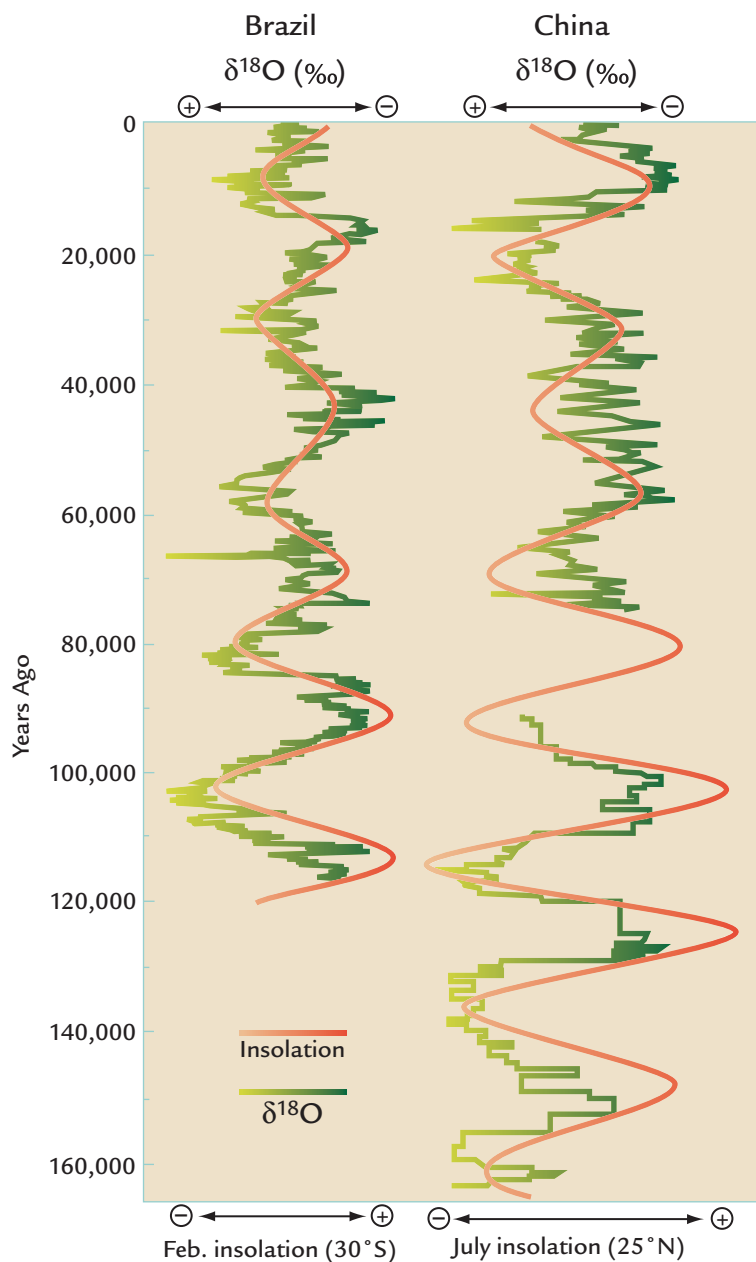 Brazil China
δ¹⁸O (‰) δ¹⁸O (‰)
+ − + −
0
20,000
40,000
60,000
80,000
Years Ago
100,000
120,000
140,000
Insolation
δ¹⁸O
160,000
− + − +
Feb. insolation (30°S) July insolation (25°N)